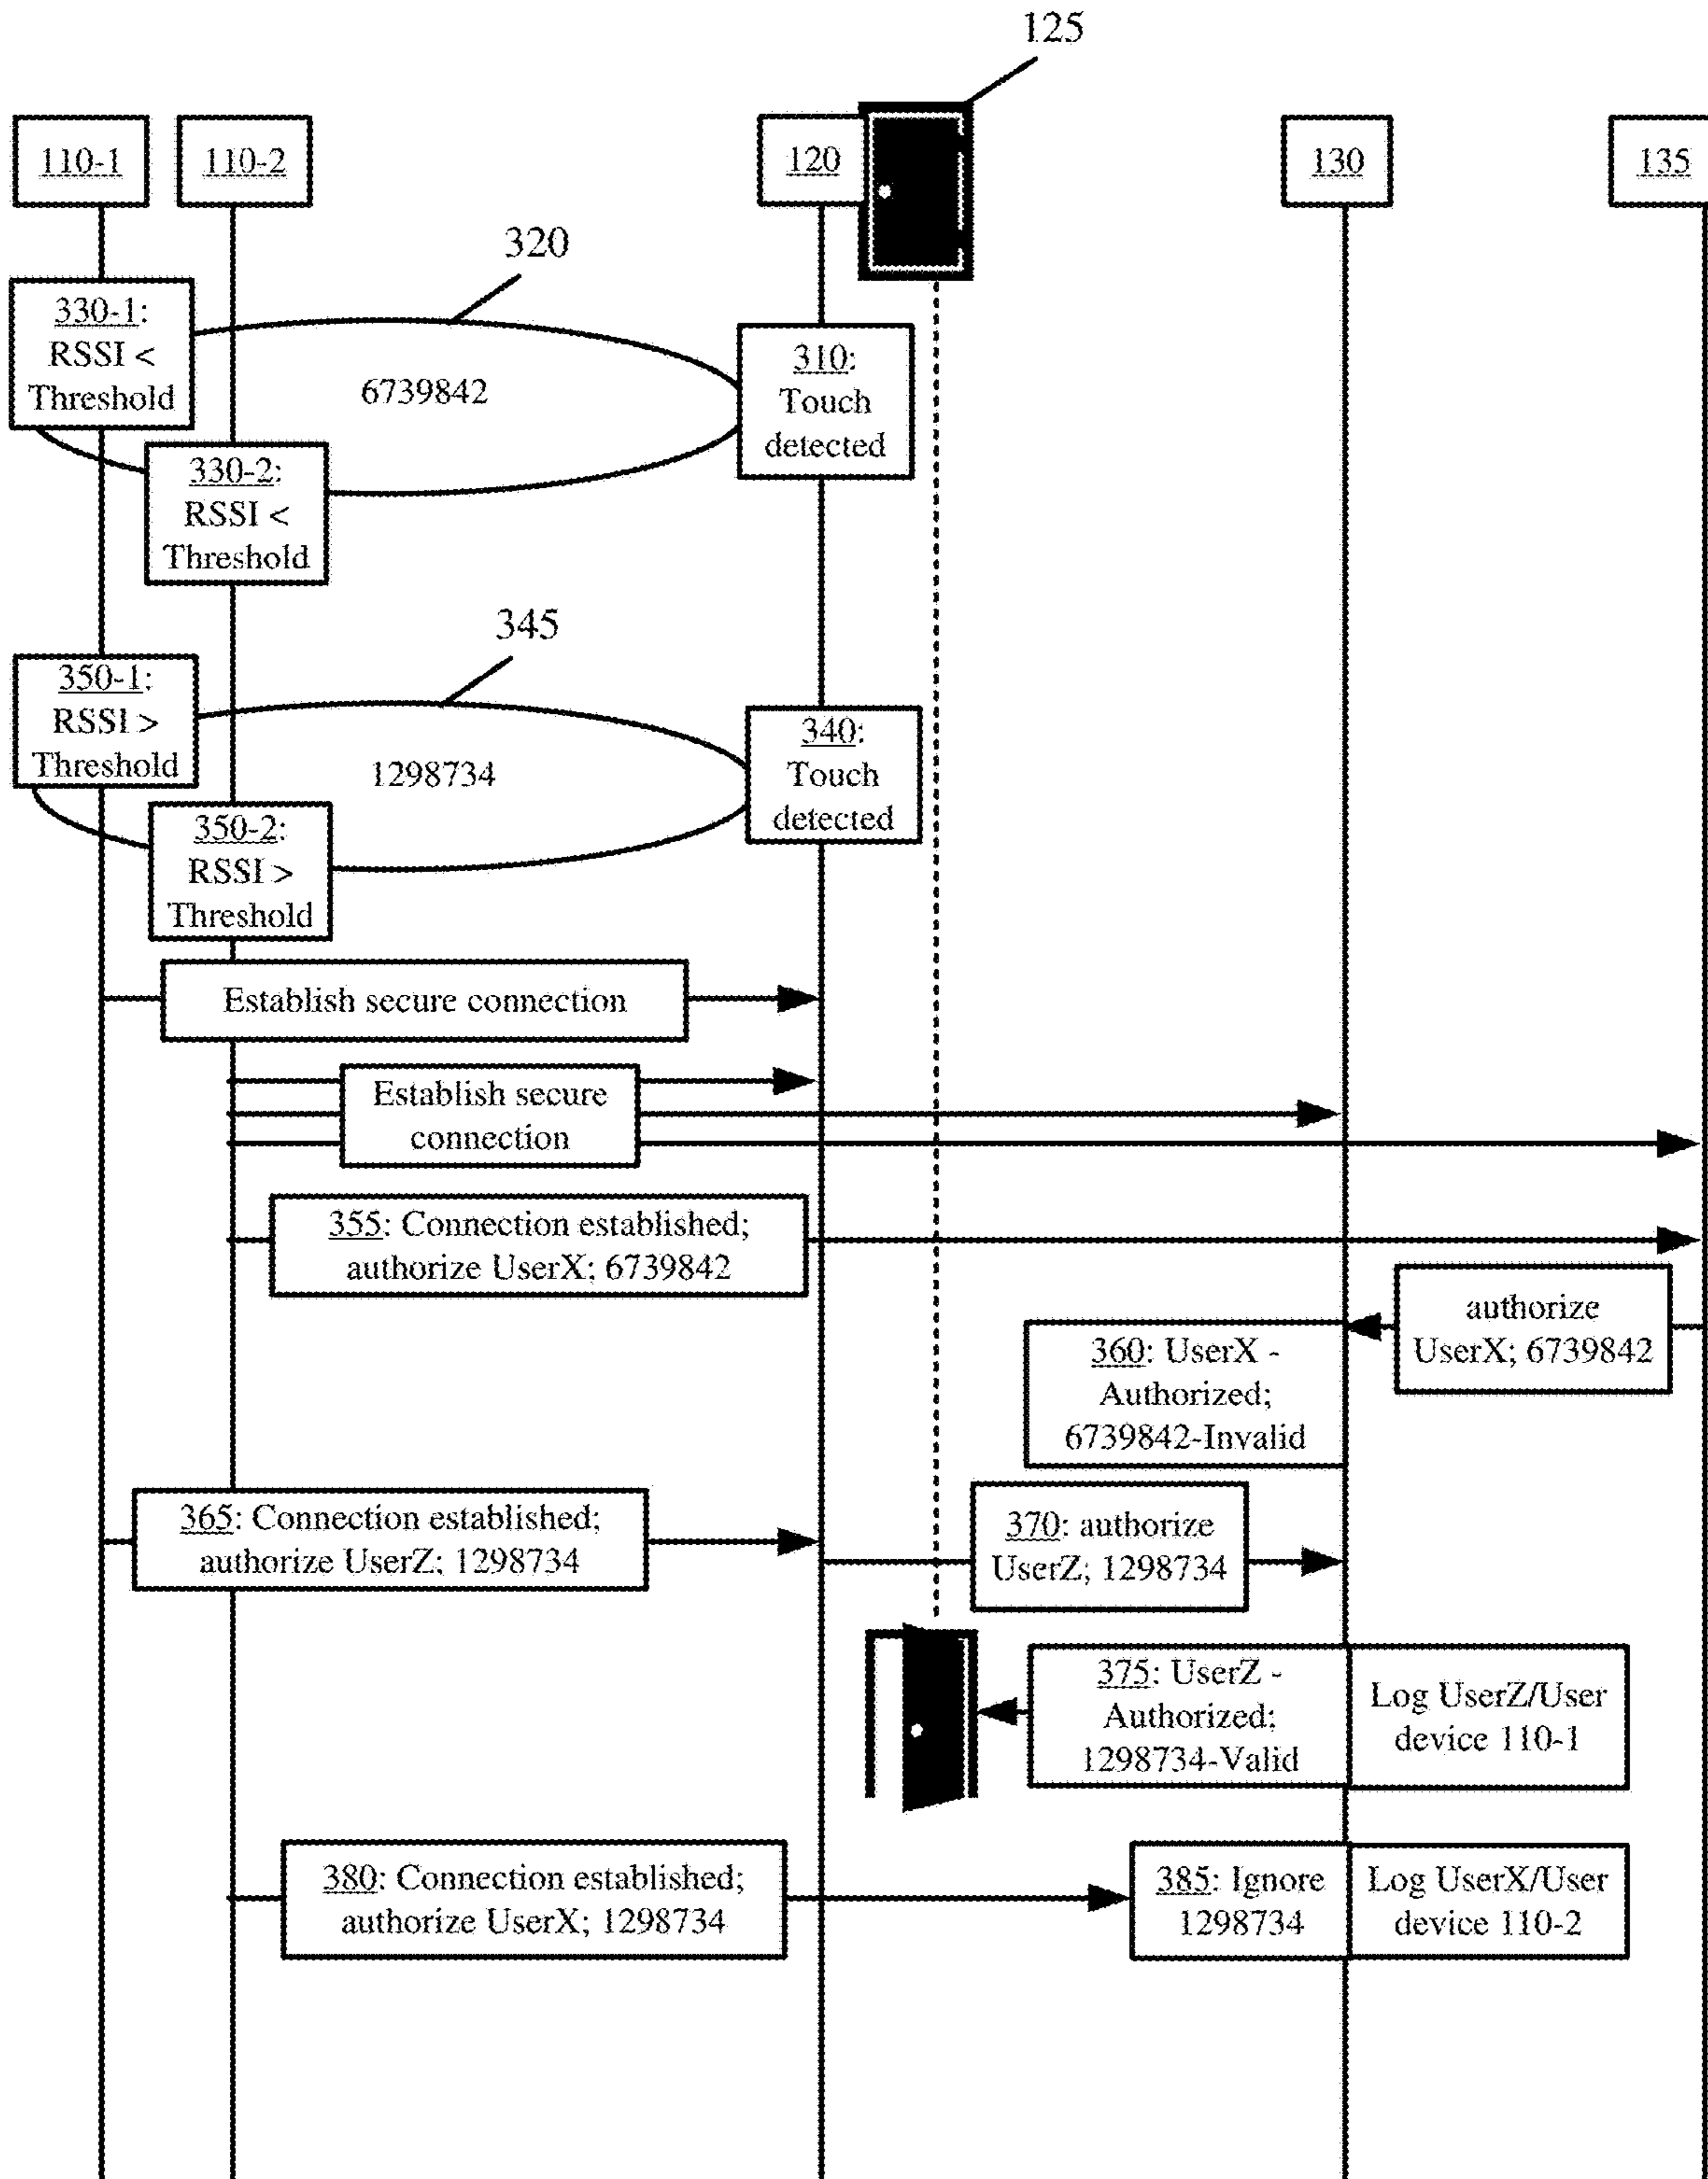 125
110-1
110-2
120
130
135
320
330-1:
RSSI <
Threshold
6739842
310:
Touch
detected
330-2:
RSSI <
Threshold
345
350-1:
RSSI >
Threshold
1298734
340:
Touch
detected
350-2:
RSSI >
Threshold
Establish secure connection
Establish secure
connection
355: Connection established;
authorize UserX; 6739842
authorize
UserX; 6739842
360: UserX -
Authorized;
6739842-Invalid
365: Connection established;
authorize UserZ; 1298734
370: authorize
UserZ; 1298734
375: UserZ -
Authorized;
1298734-Valid
Log UserZ/User
device 110-1
380: Connection established;
authorize UserX; 1298734
385: Ignore
1298734
Log UserX/User
device 110-2